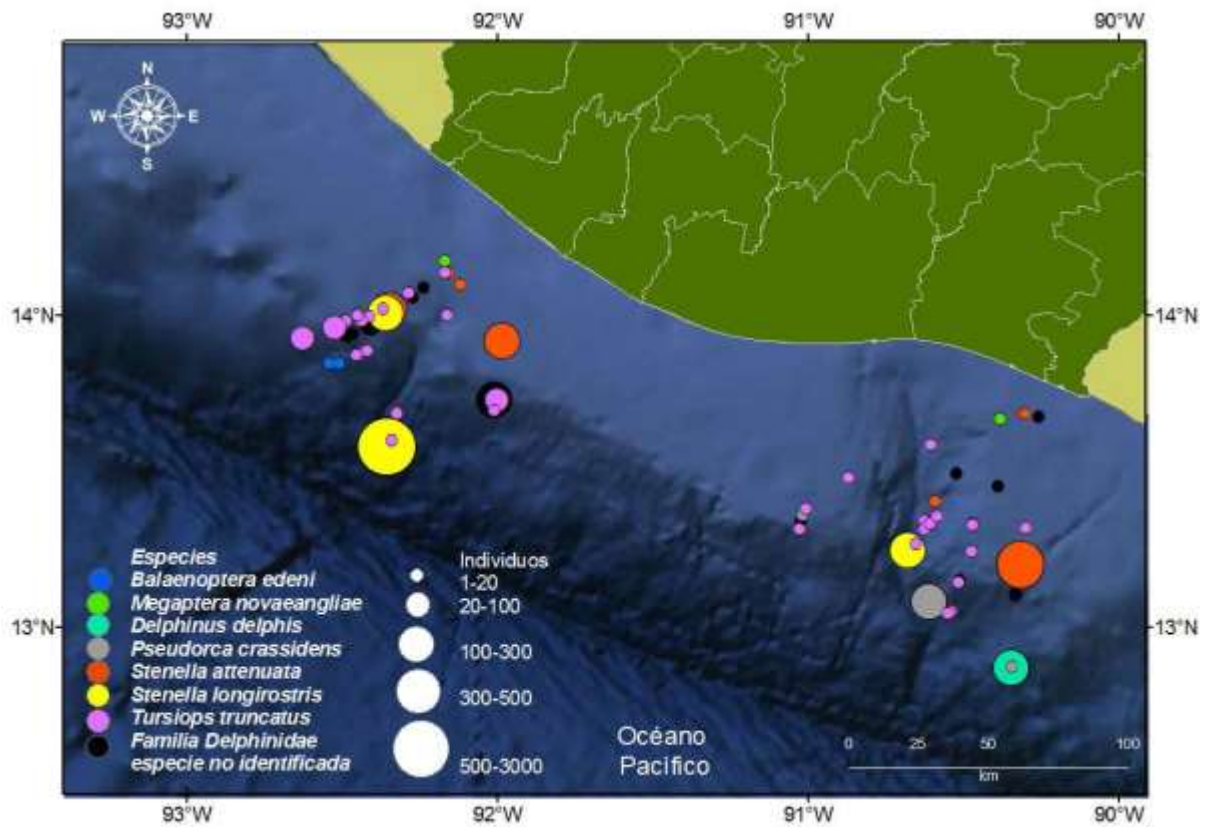 93°W 92°W 91°W 90°W
N
W E
S
14°N 14°N
13°N 13°N
Especies
Balaenoptera edeni
Megaptera novaeangliae
Delphinus delphis
Pseudorca crassidens
Stenella attenuata
Stenella longirostris
Tursiops truncatus
Familia Delphinidae
especie no identificada
Individuos
1-20
20-100
100-300
300-500
500-3000
Océano
Pacifico
0 25 50 100
km
93°W 92°W 91°W 90°W